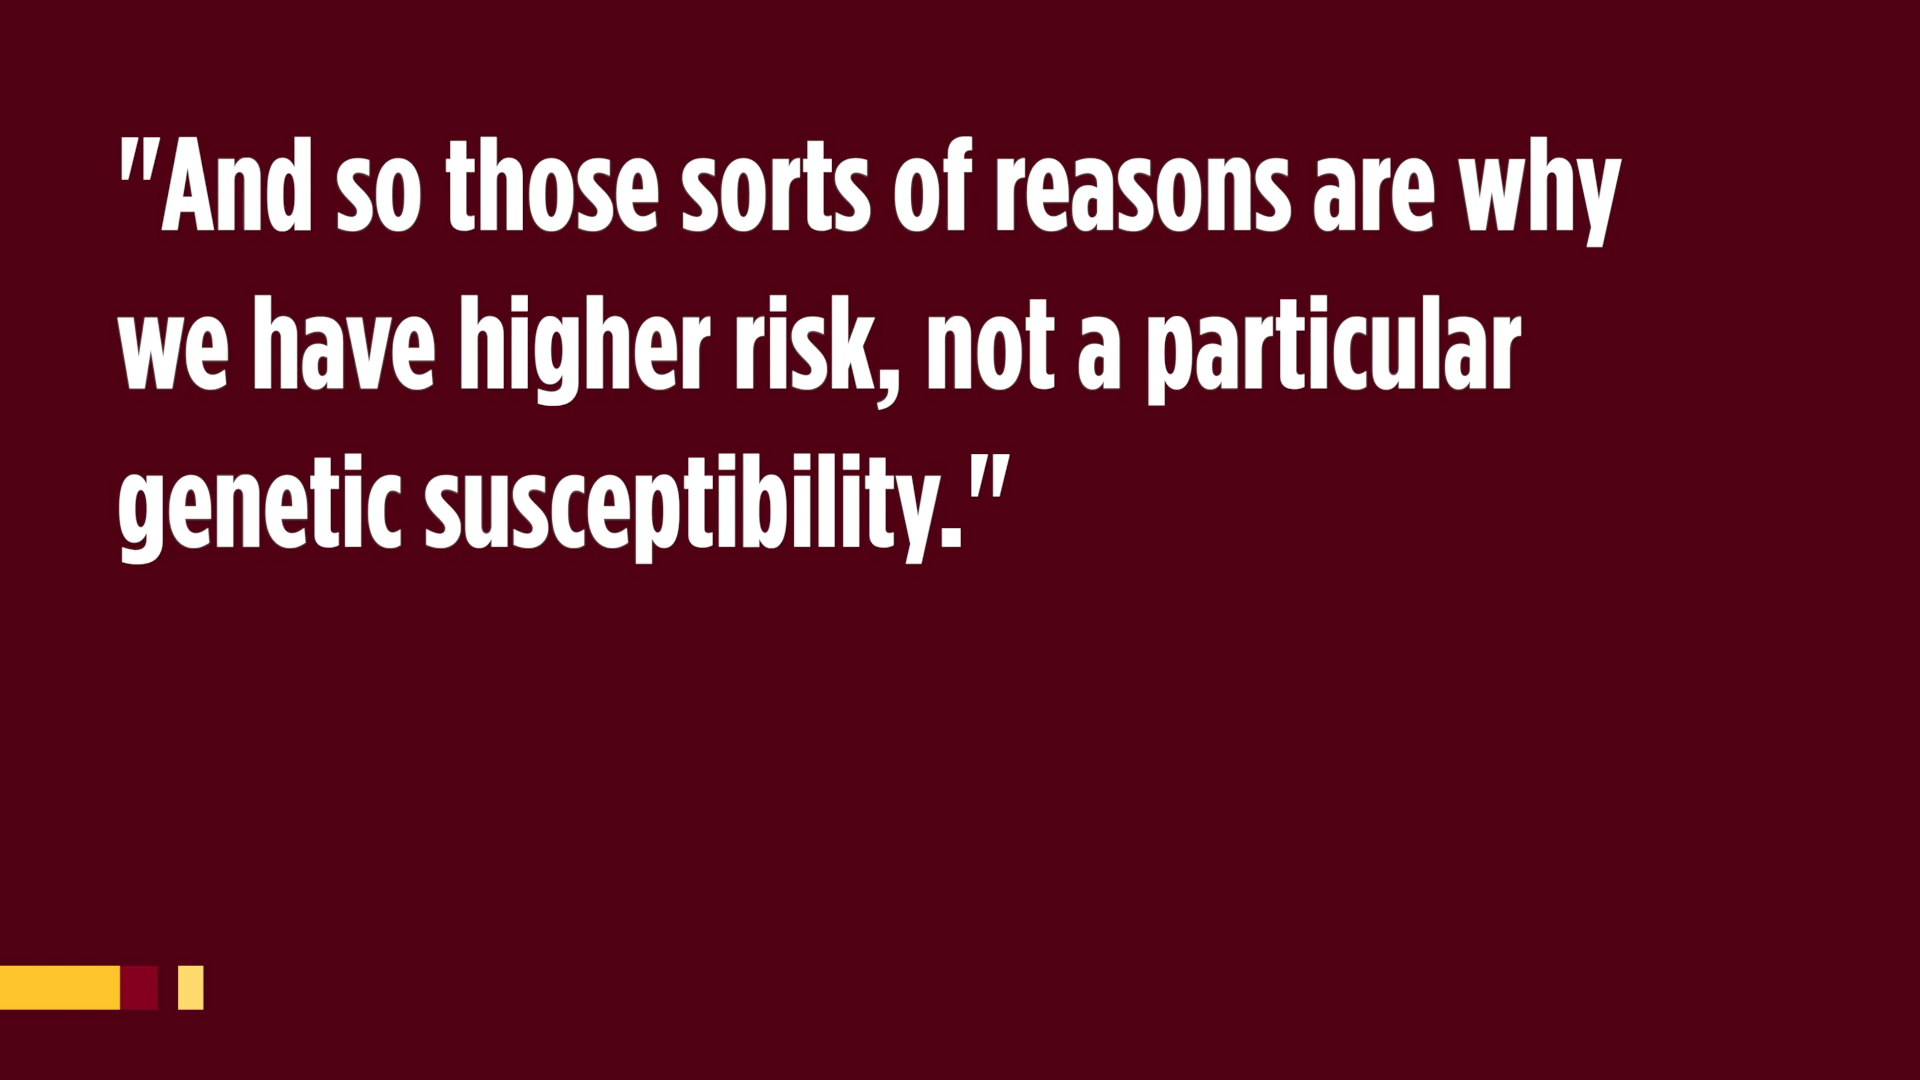 "And so those sorts of reasons are why
we have higher risk, not a particular
genetic susceptibility."